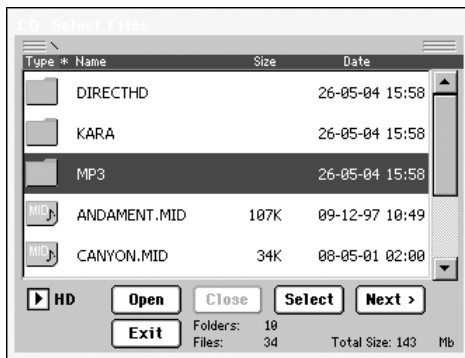 CD: Select Files
Type * Name Size Date
DIRECTHD 26-05-04 15:58
KARA 26-05-04 15:58
MP3 26-05-04 15:58
MID ANDAMENT.MID 107K 09-12-97 10:49
MID CANYON.MID 34K 08-05-01 02:00
HD Open Close Select Next >
Exit Folders: 10
Files: 34 Total Size: 143 Mb